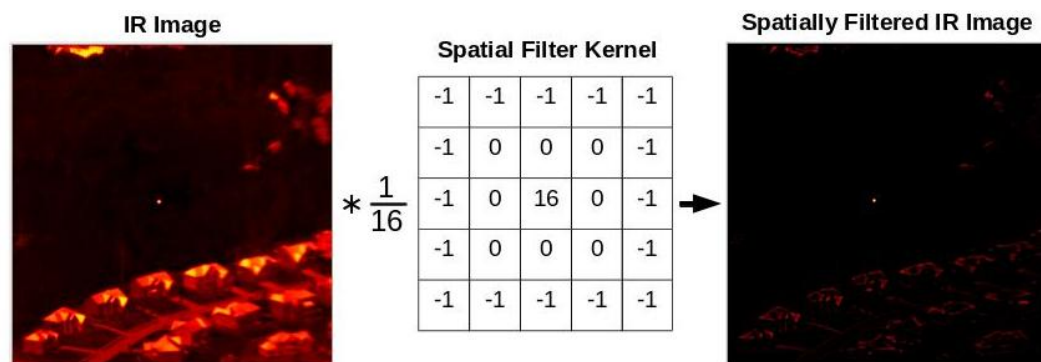 IR Image
Spatial Filter Kernel
Spatially Filtered IR Image
-1 -1 -1 -1 -1
-1 0 0 0 -1
* 1/16
-1 0 16 0 -1
-1 0 0 0 -1
-1 -1 -1 -1 -1